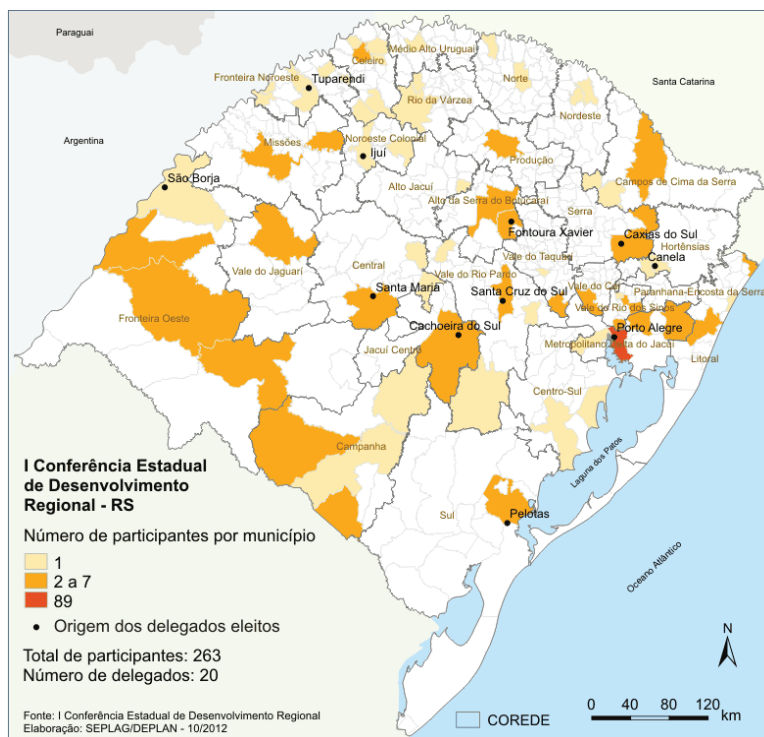 Paraguai
Médio Alto Uruguai
Celeiro
Fronteira Noroeste
Norte
Santa Catarina
Tuparendi
Rio da Várzea
Nordeste
Argentina
Missões
Noroeste Colonial
Ijuí
Produção
São Borja
Alto Jacuí
Campos de Cima da Serra
Alto da Serra do Botucaraí
Serra
Fontoura Xavier
Caxias do Sul
Hortênsias
Central
Vale do Taquari
Canela
Vale do Jaguarí
Vale do Rio Pardo
Santa Maria
Santa Cruz do Sul
Vale do Caí
Paranhana-Encosta da Serra
Fronteira Oeste
Vale do Rio dos Sinos
Cachoeira do Sul
Porto Alegre
Jacuí Centro
Metropolitano Delta do Jacuí
Litoral
Centro-Sul
Campanha
Laguna dos Patos
Sul
Pelotas
Oceano Atlântico
I Conferência Estadual
de Desenvolvimento
Regional - RS
Número de participantes por município
1
2 a 7
89
Origem dos delegados eleitos
Total de participantes: 263
Número de delegados: 20
Fonte: I Conferência Estadual de Desenvolvimento Regional
Elaboração: SEPLAG/DEPLAN - 10/2012
COREDE
N
0 40 80 120
km